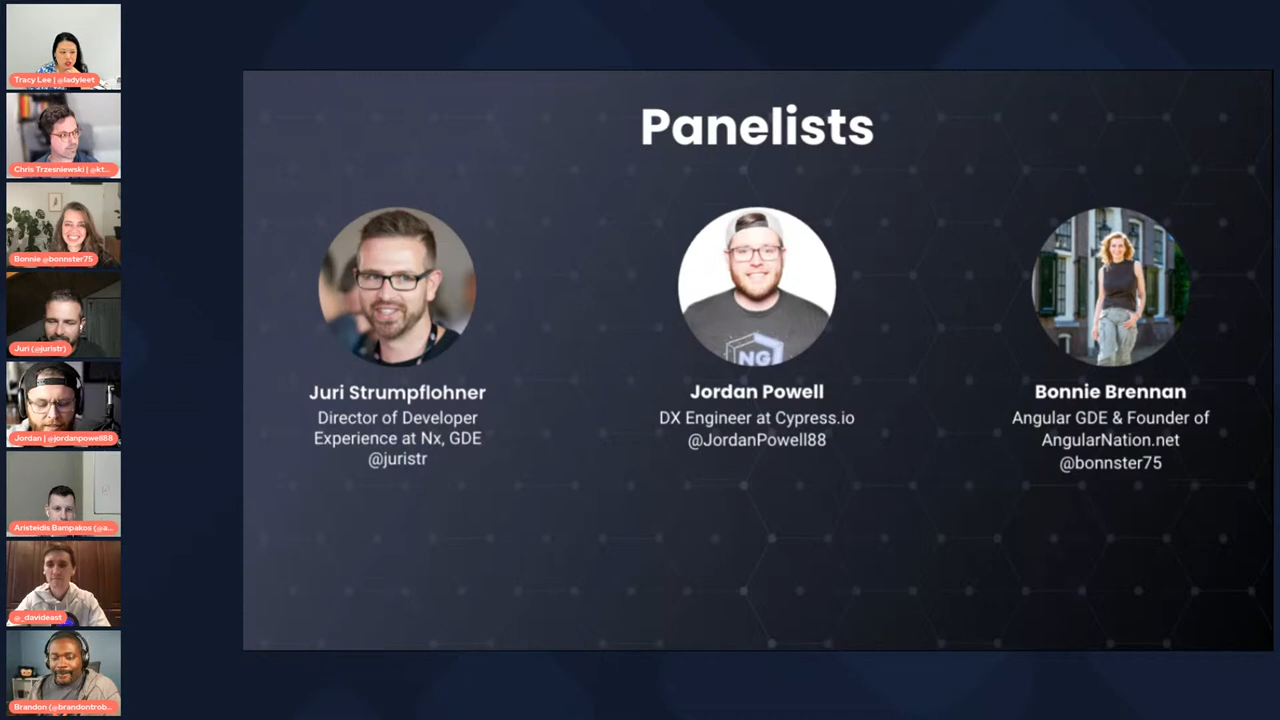 Tracy Lee | @ladyleet
Chris Trzesniewski | @kt...
Bonnie @bonnster75
Juri (@juristr)
Jordan | @jordanpowell88
Aristeidis Bampakos (@a...
@_davideast
Brandon (@brandontrob...
Panelists
Juri Strumpflohner
Director of Developer
Experience at Nx, GDE
@juristr
NG
Jordan Powell
DX Engineer at Cypress.io
@JordanPowell88
Bonnie Brennan
Angular GDE & Founder of
AngularNation.net
@bonnster75